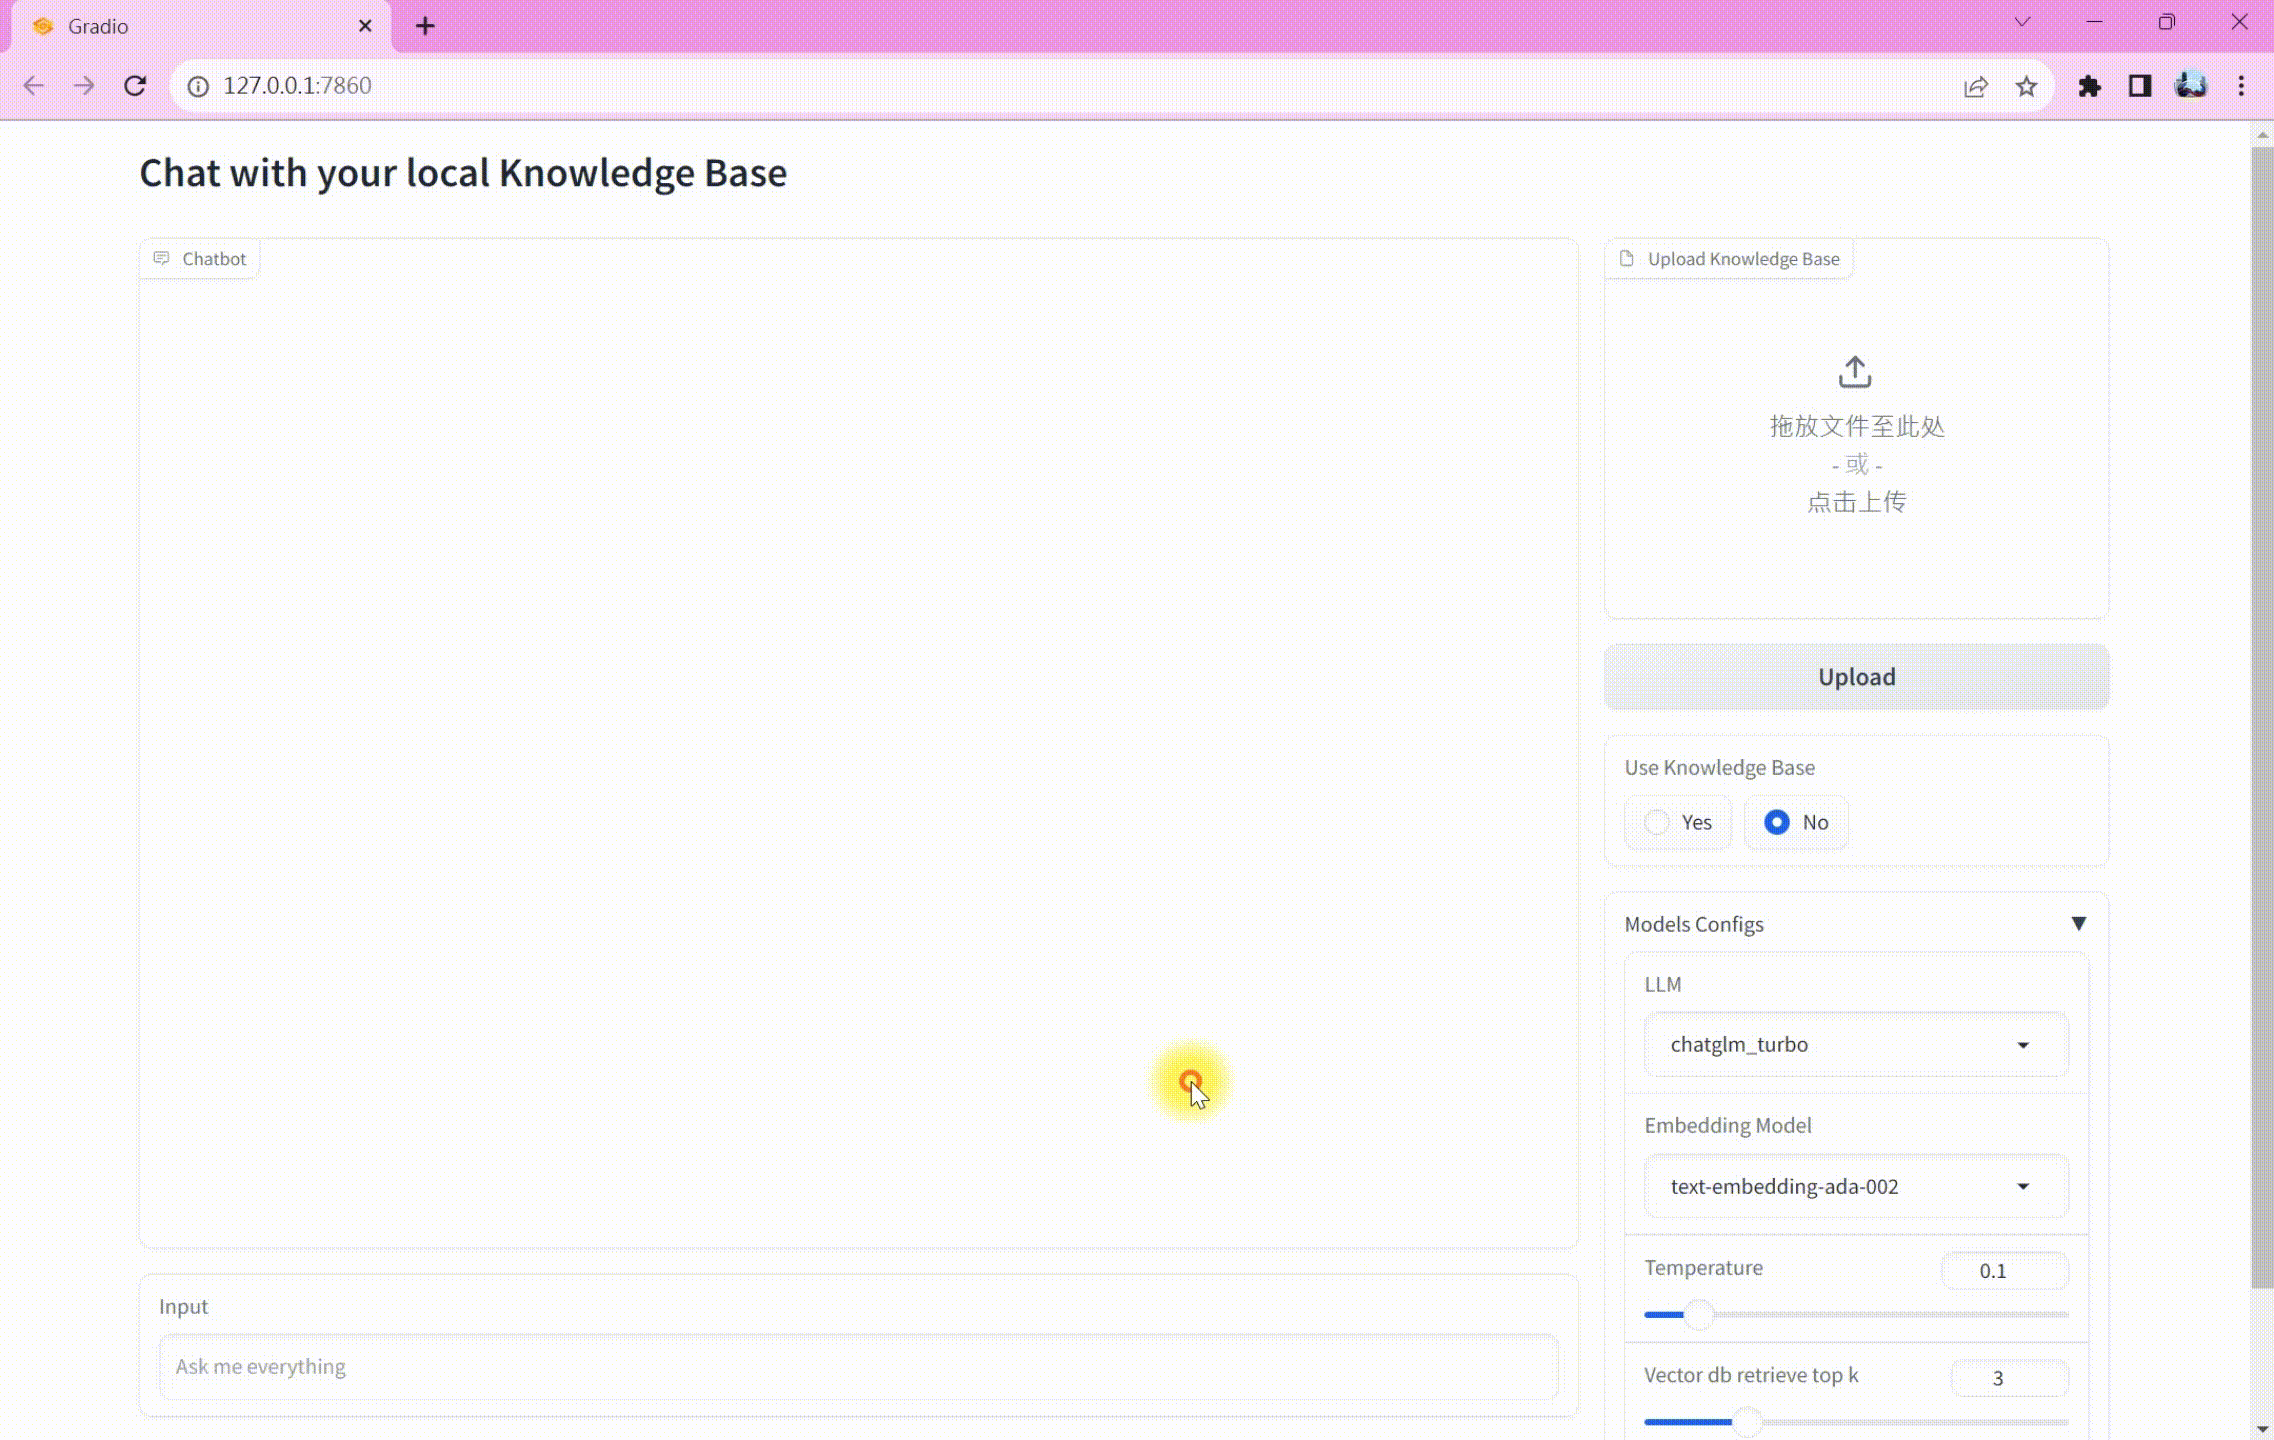 Gradio
127.0.0.1:7860
Chat with your local Knowledge Base
Chatbot
Input
Ask me everything
Upload Knowledge Base
拖放文件至此处
- 或 -
点击上传
Upload
Use Knowledge Base
Yes No
Models Configs ▼
LLM
chatglm_turbo
Embedding Model
text-embedding-ada-002
Temperature 0.1
Vector db retrieve top k 3